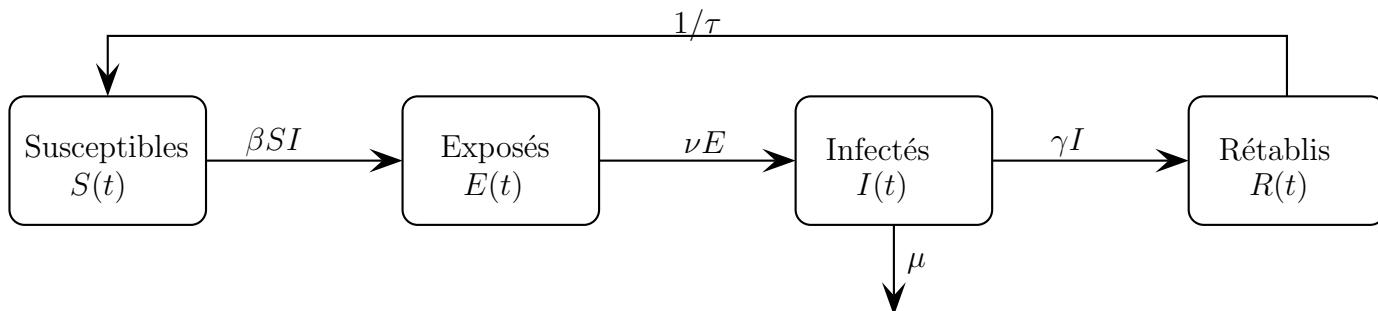 1/τ
Susceptibles
S(t)
βSI
Exposés
E(t)
νE
Infectés
I(t)
γI
Rétablis
R(t)
μ